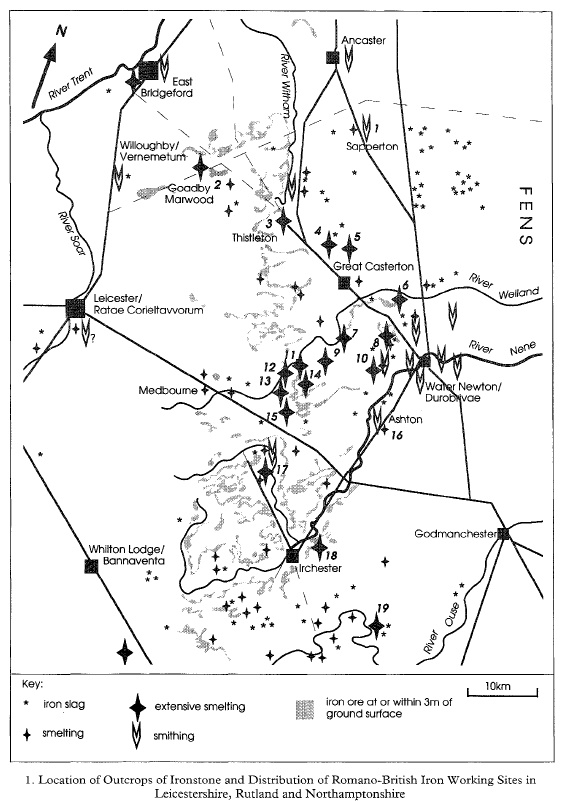 N
Ancaster
River Trent
East
Bridgeford
River Witham
1
Sapperton
Willoughby/
Vernemetum
2
Goadby
Marwood
FENS
River Soar
3
Thistleton
4
5
Great Casterton
6
River
Welland
Leicester/
Ratae Corieltavvorum
?
7
8
River
Nene
9
10
11
12
13
14
Medbourne
Water Newton/
Durobrivae
15
Ashton
16
17
Godmanchester
Whilton Lodge/
Bannaventa
18
Irchester
19
River Ouse
Key:
iron slag
extensive smelting
iron ore at or within 3m of
ground surface
10km
smelting
smithing
1. Location of Outcrops of Ironstone and Distribution of Romano-British Iron Working Sites in
Leicestershire, Rutland and Northamptonshire